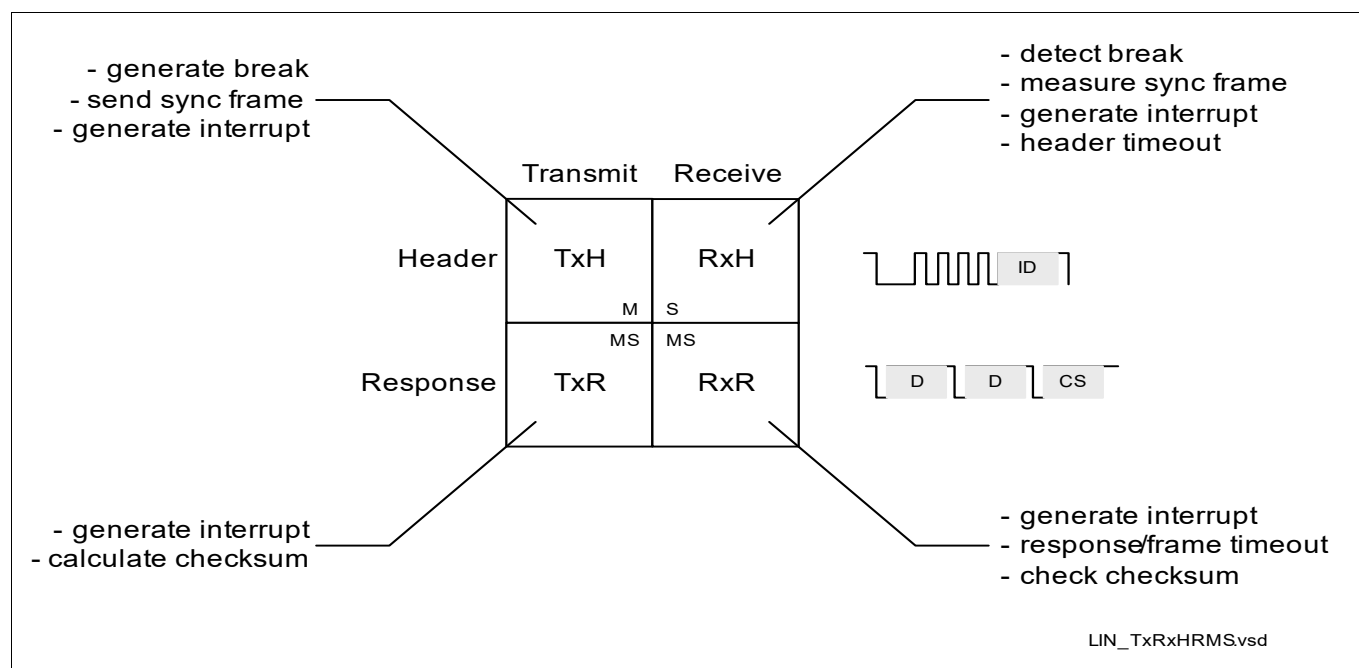 - generate break
- send sync frame
- generate interrupt
- detect break
- measure sync frame
- generate interrupt
- header timeout
Transmit
Receive
Header
TxH
RxH
ID
M
S
MS
MS
Response
TxR
RxR
D
D
CS
- generate interrupt
- calculate checksum
- generate interrupt
- response/frame timeout
- check checksum
LIN_TxRxHRMS.vsd